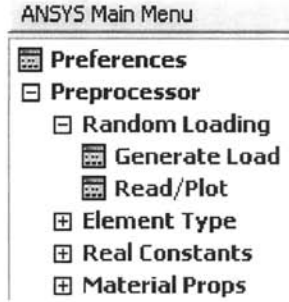 ANSYS Main Menu
Preferences
Preprocessor
Random Loading
Generate Load
Read/Plot
Element Type
Real Constants
Material Props